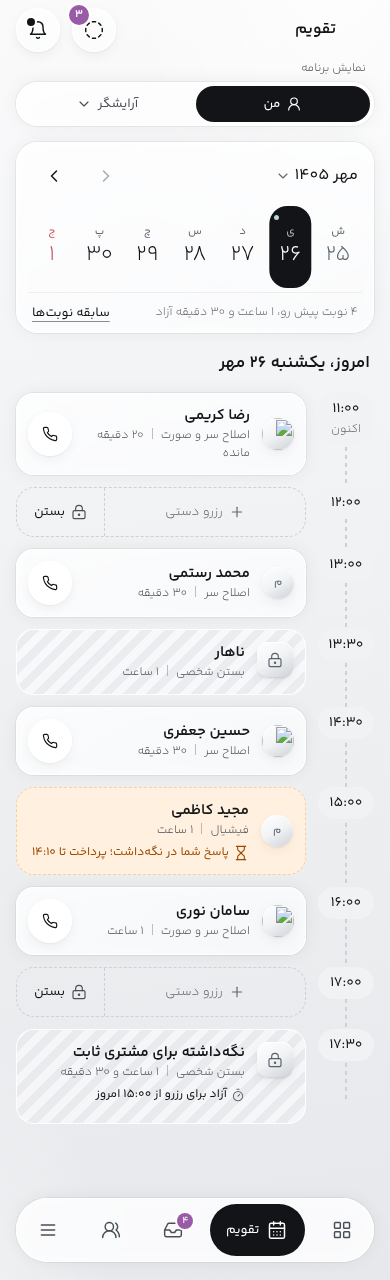 تقویم
۳
نمایش برنامه
من
آرایشگر
مهر ۱۴۰۵
ش
ی
د
س
چ
پ
ج
۲۵
۲۶
۲۷
۲۸
۲۹
۳۰
۱
۴ نوبت پیش رو، ۱ ساعت و ۳۰ دقیقه آزاد
سابقه نوبت‌ها
امروز، یکشنبه ۲۶ مهر
۱۱:۰۰
اکنون
رضا کریمی
اصلاح سر و صورت | ۲۰ دقیقه
مانده
۱۲:۰۰
رزرو دستی
بستن
۱۳:۰۰
م
محمد رستمی
اصلاح سر | ۳۰ دقیقه
۱۳:۳۰
ناهار
بستن شخصی | ۱ ساعت
۱۴:۳۰
حسین جعفری
اصلاح سر | ۳۰ دقیقه
۱۵:۰۰
م
مجید کاظمی
فیشیال | ۱ ساعت
پاسخ شما در نگه‌داشت؛ پرداخت تا ۱۴:۱۰
۱۶:۰۰
سامان نوری
اصلاح سر و صورت | ۱ ساعت
۱۷:۰۰
رزرو دستی
بستن
۱۷:۳۰
نگه‌داشته برای مشتری ثابت
بستن شخصی | ۱ ساعت و ۳۰ دقیقه
آزاد برای رزرو از ۱۵:۰۰ امروز
تقویم
۴